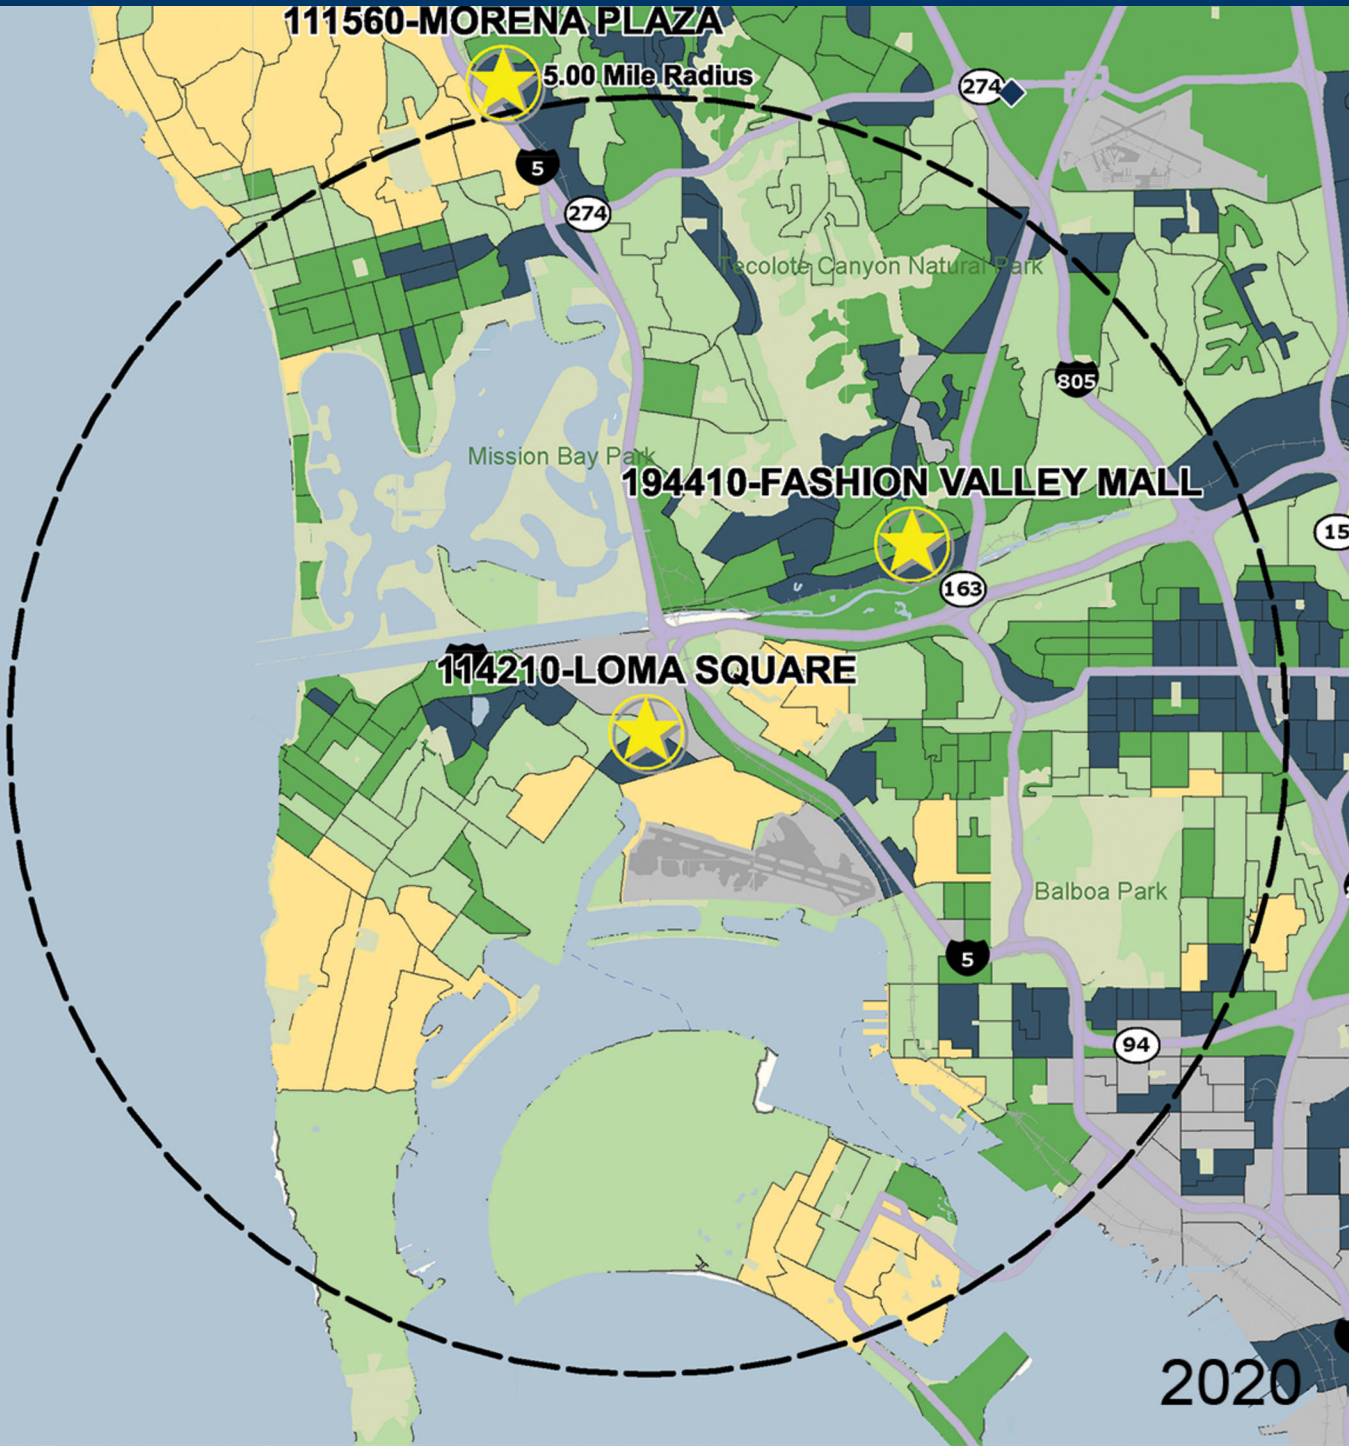 111560-MORENA PLAZA
5.00 Mile Radius
274
5
274
Tecolote Canyon Natural Park
805
Mission Bay Park
194410-FASHION VALLEY MALL
15
163
114210-LOMA SQUARE
Balboa Park
5
94
2020